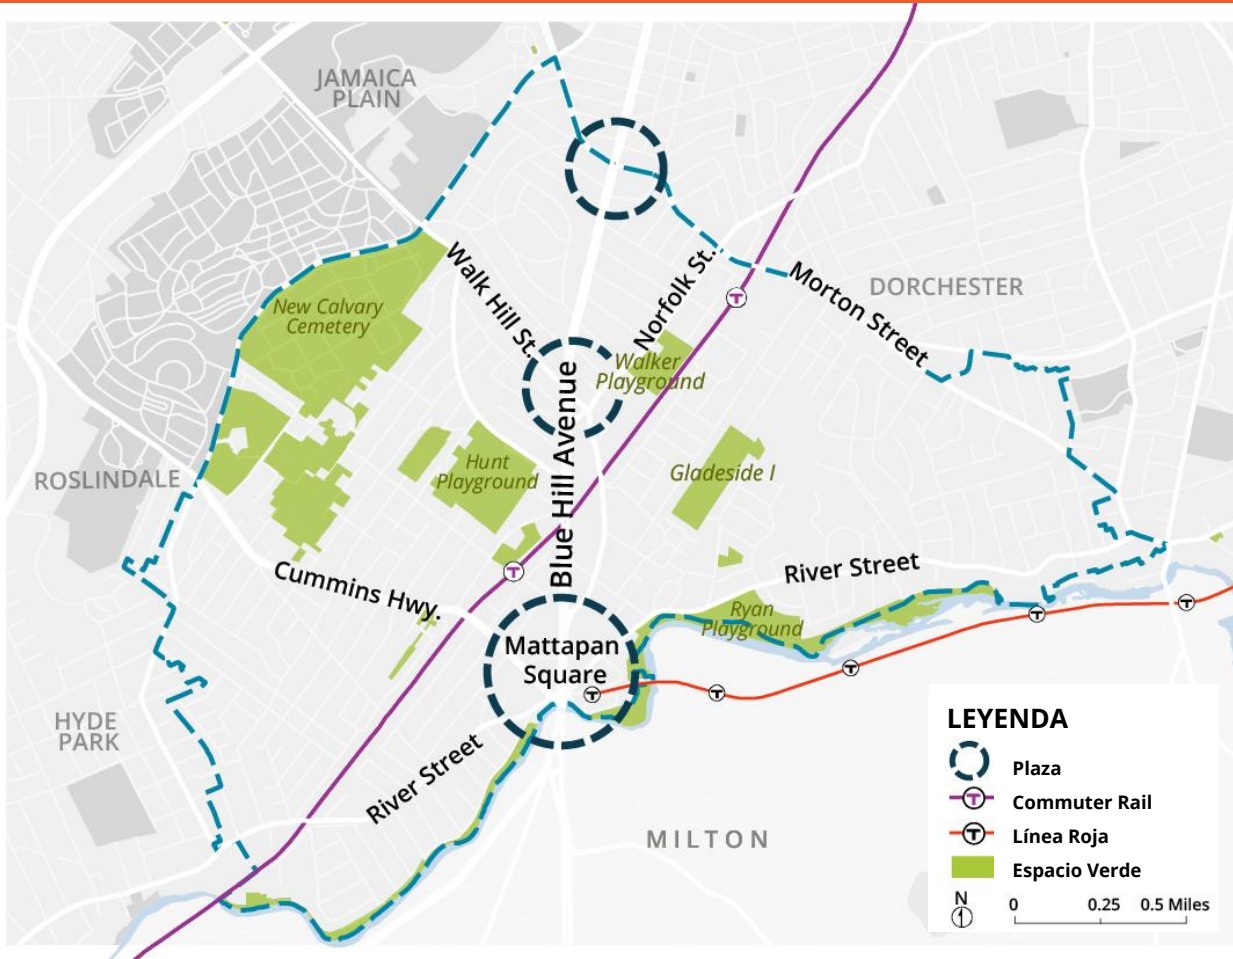 JAMAICA
PLAIN
New Calvary
Cemetery
Walk Hill St.
Norfolk St.
Morton Street
DORCHESTER
Walker
Playground
Blue Hill Avenue
ROSLINDALE
Hunt
Playground
Gladeside I
Cummins Hwy.
River Street
Ryan
Playground
Mattapan
Square
HYDE
PARK
River Street
MILTON
T
T
T
T
T
T
T
LEYENDA
Plaza
T Commuter Rail
T Línea Roja
Espacio Verde
N
0 0.25 0.5 Miles